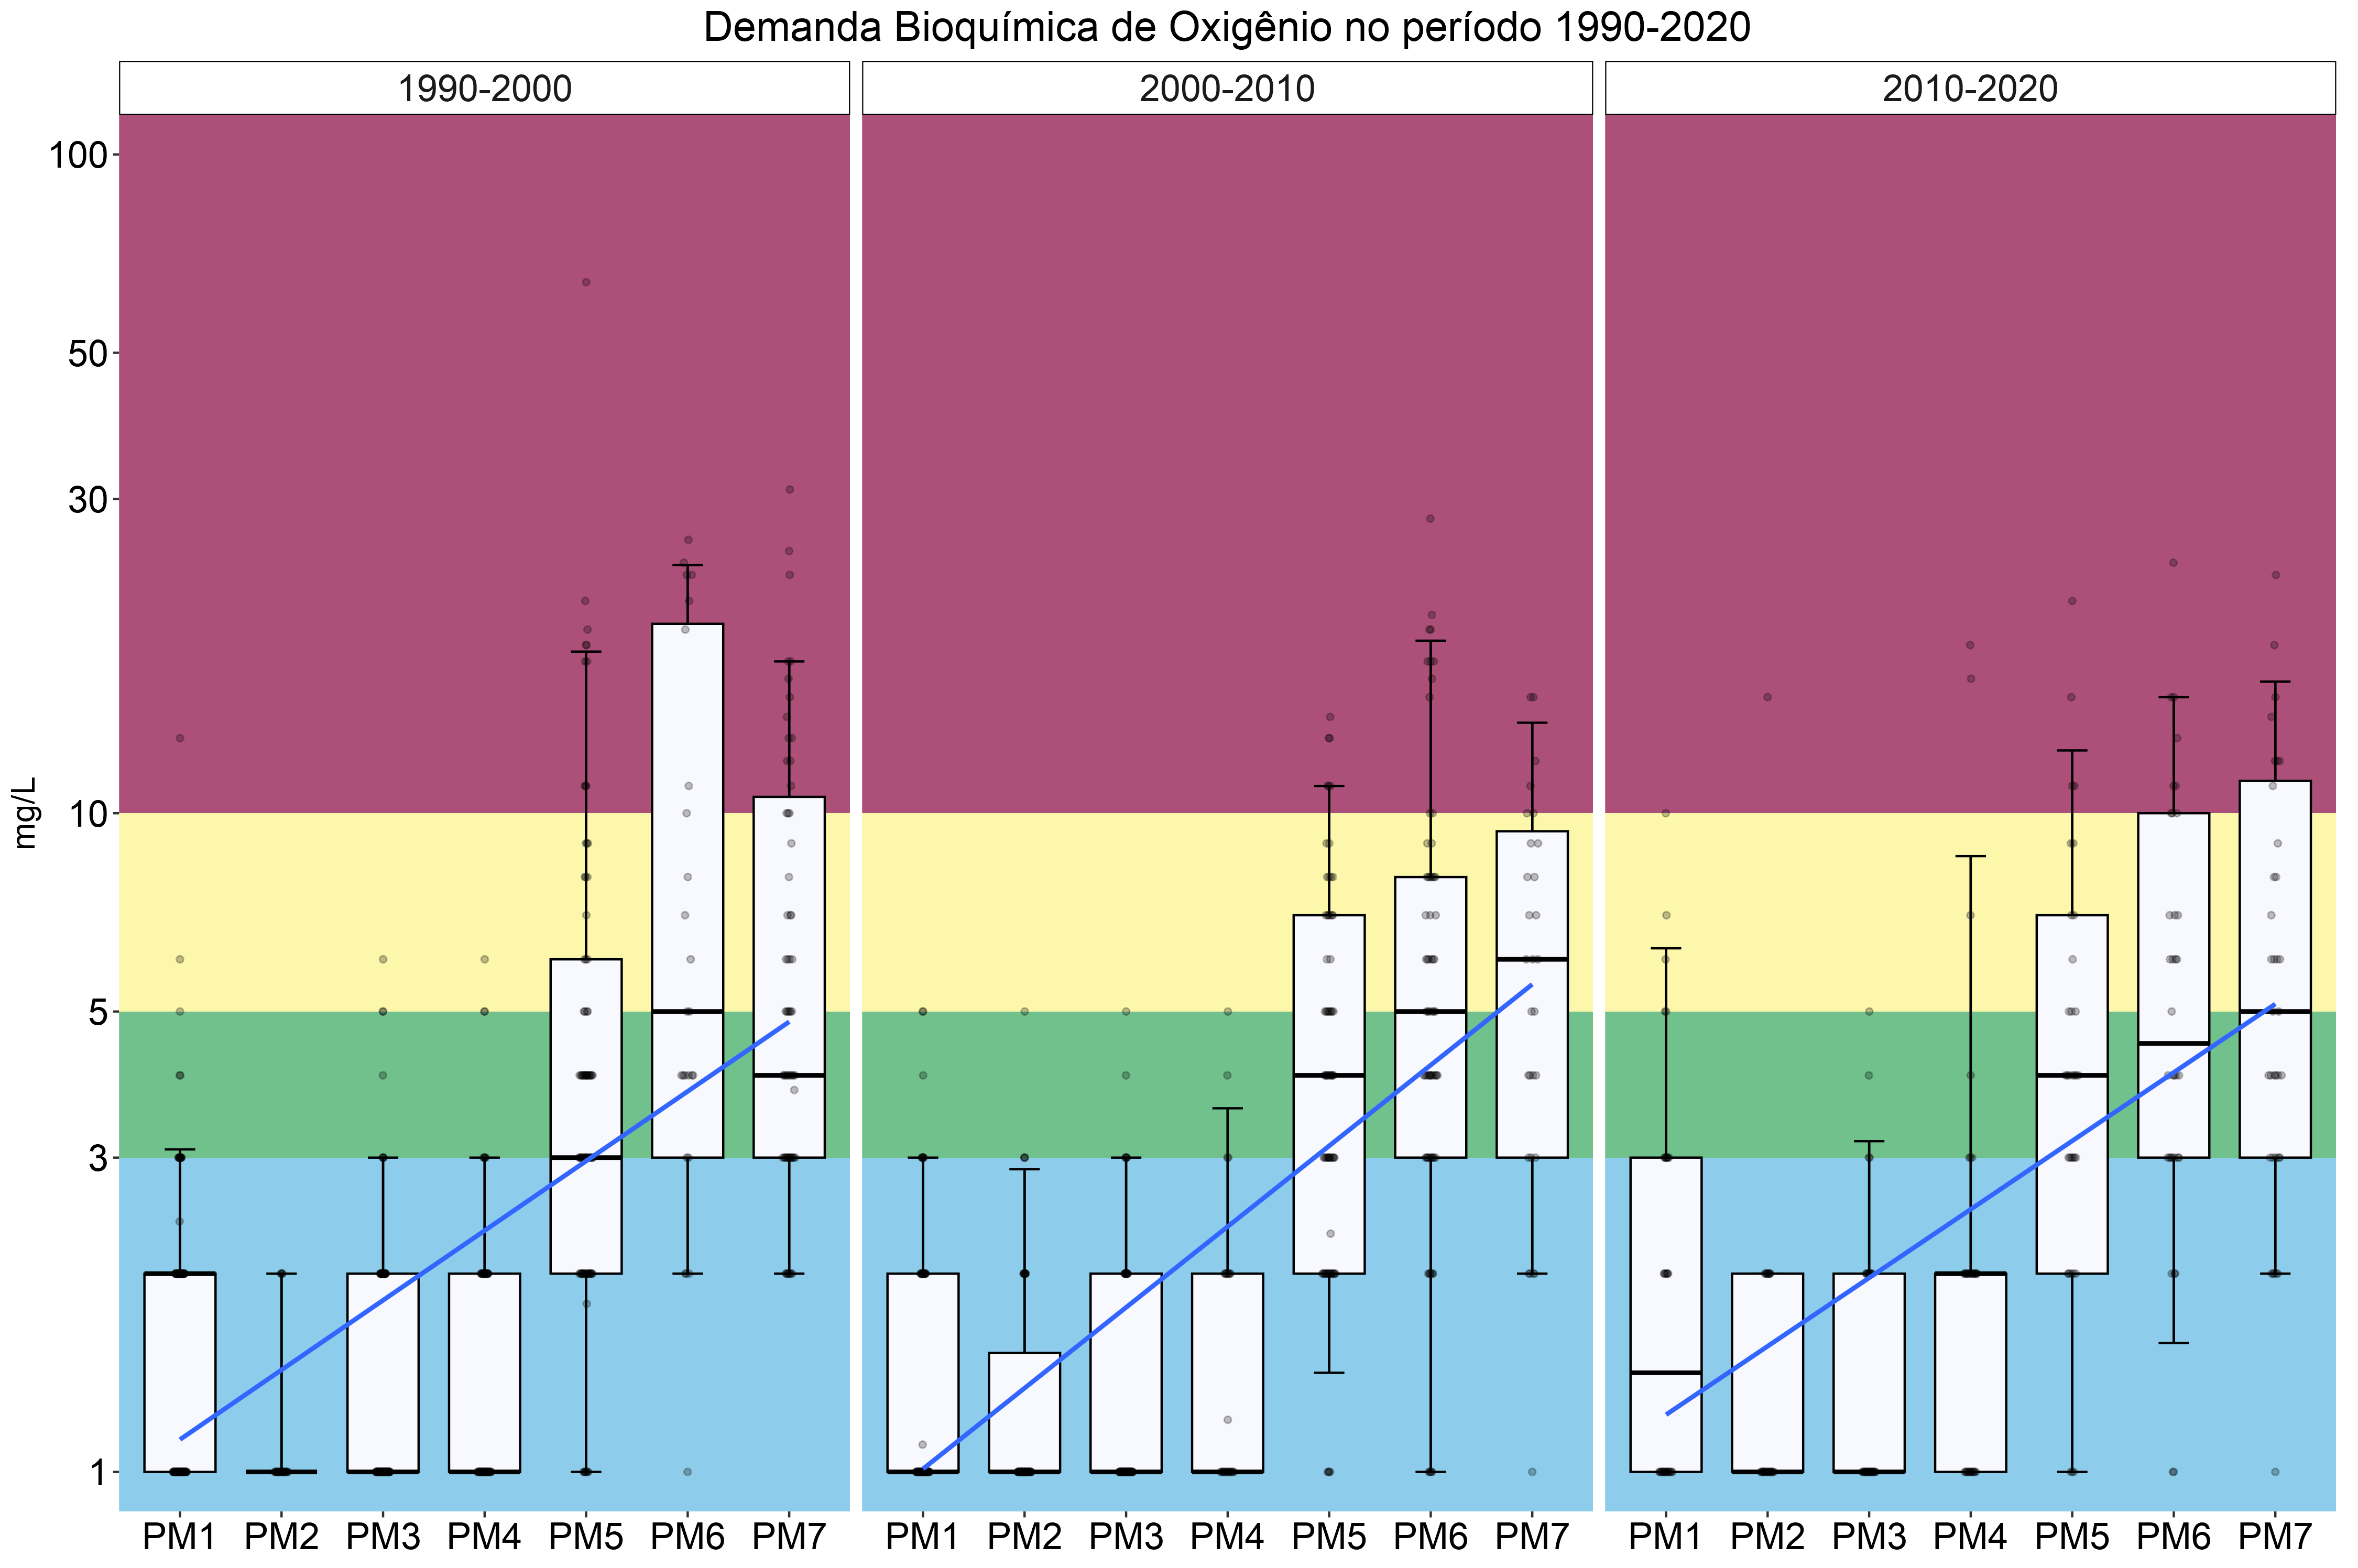 Demanda Bioquímica de Oxigênio no período 1990-2020
1990-2000 2000-2010 2010-2020
100
50
30
10
5
3
1
mg/L
PM1 PM2 PM3 PM4 PM5 PM6 PM7 PM1 PM2 PM3 PM4 PM5 PM6 PM7 PM1 PM2 PM3 PM4 PM5 PM6 PM7